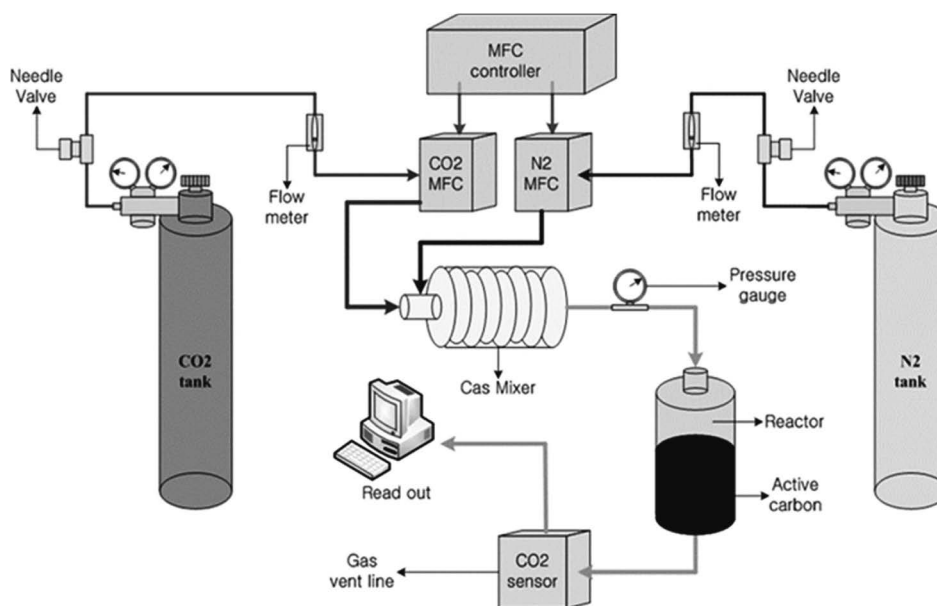 MFC
controller
Needle
Valve
Needle
Valve
CO2
MFC
N2
MFC
Flow
meter
Flow
meter
Pressure
gauge
CO2
tank
N2
tank
Cas Mixer
Reactor
Read out
Active
carbon
Gas
vent line
CO2
sensor